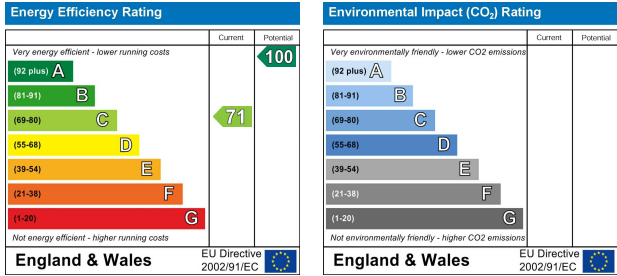 Energy Efficiency Rating
Current Potential
Very energy efficient - lower running costs
(92 plus) A
(81-91) B
(69-80) C
(55-68) D
(39-54) E
(21-38) F
(1-20) G
71
100
Not energy efficient - higher running costs
England & Wales
EU Directive
2002/91/EC
Environmental Impact (CO₂) Rating
Current Potential
Very environmentally friendly - lower CO2 emissions
(92 plus) A
(81-91) B
(69-80) C
(55-68) D
(39-54) E
(21-38) F
(1-20) G
Not environmentally friendly - higher CO2 emissions
England & Wales
EU Directive
2002/91/EC